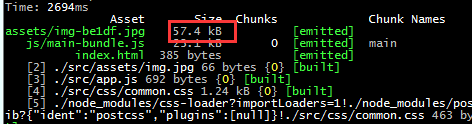 Time: 2694ms
Asset Size Chunks Chunk Names
assets/img-be1df.jpg 57.4 kB [emitted]
js/main-bundle.js 25.1 kB 0 [emitted] main
index.html 385 bytes [emitted]
[2] ./src/assets/img.jpg 66 bytes {0} [built]
[3] ./src/app.js 692 bytes {0} [built]
[4] ./src/css/common.css 1.24 kB {0} [built]
[5] ./node_modules/css-loader?importLoaders=1!./node_modules/po
ib?{"ident":"postcss","plugins":[null]}!./src/css/common.css 463 b